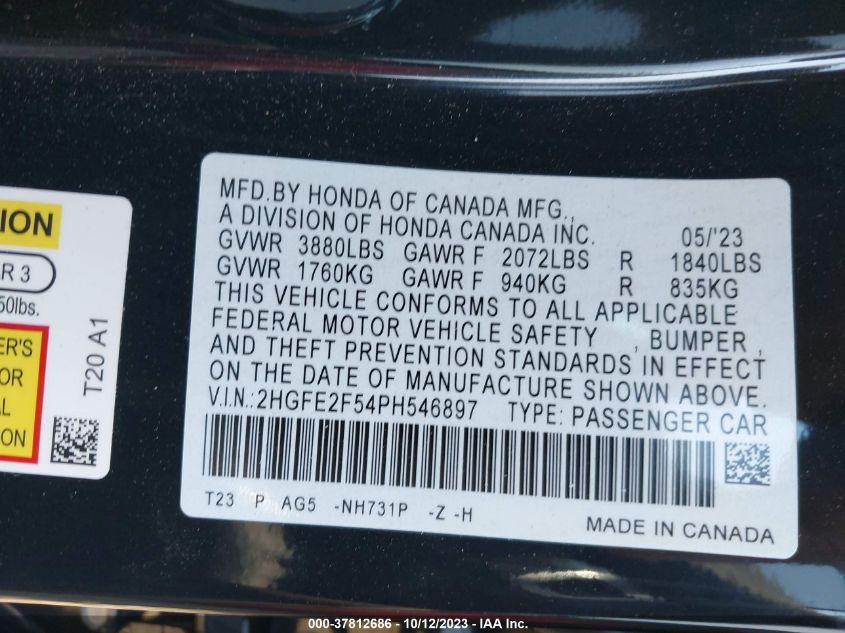 ION
R 3
50lbs.
ER'S
OR
AL
ION
T20 A1
MFD.BY HONDA OF CANADA MFG.,
A DIVISION OF HONDA CANADA INC. 05/'23
GVWR 3880LBS GAWR F 2072LBS R 1840LBS
GVWR 1760KG GAWR F 940KG R 835KG
THIS VEHICLE CONFORMS TO ALL APPLICABLE
FEDERAL MOTOR VEHICLE SAFETY , BUMPER ,
AND THEFT PREVENTION STANDARDS IN EFFECT
ON THE DATE OF MANUFACTURE SHOWN ABOVE.
V.I.N.:2HGFE2F54PH546897 TYPE: PASSENGER CAR
T23 P AG5 -NH731P -Z -H
MADE IN CANADA
000-37812686 - 10/12/2023 - IAA Inc.